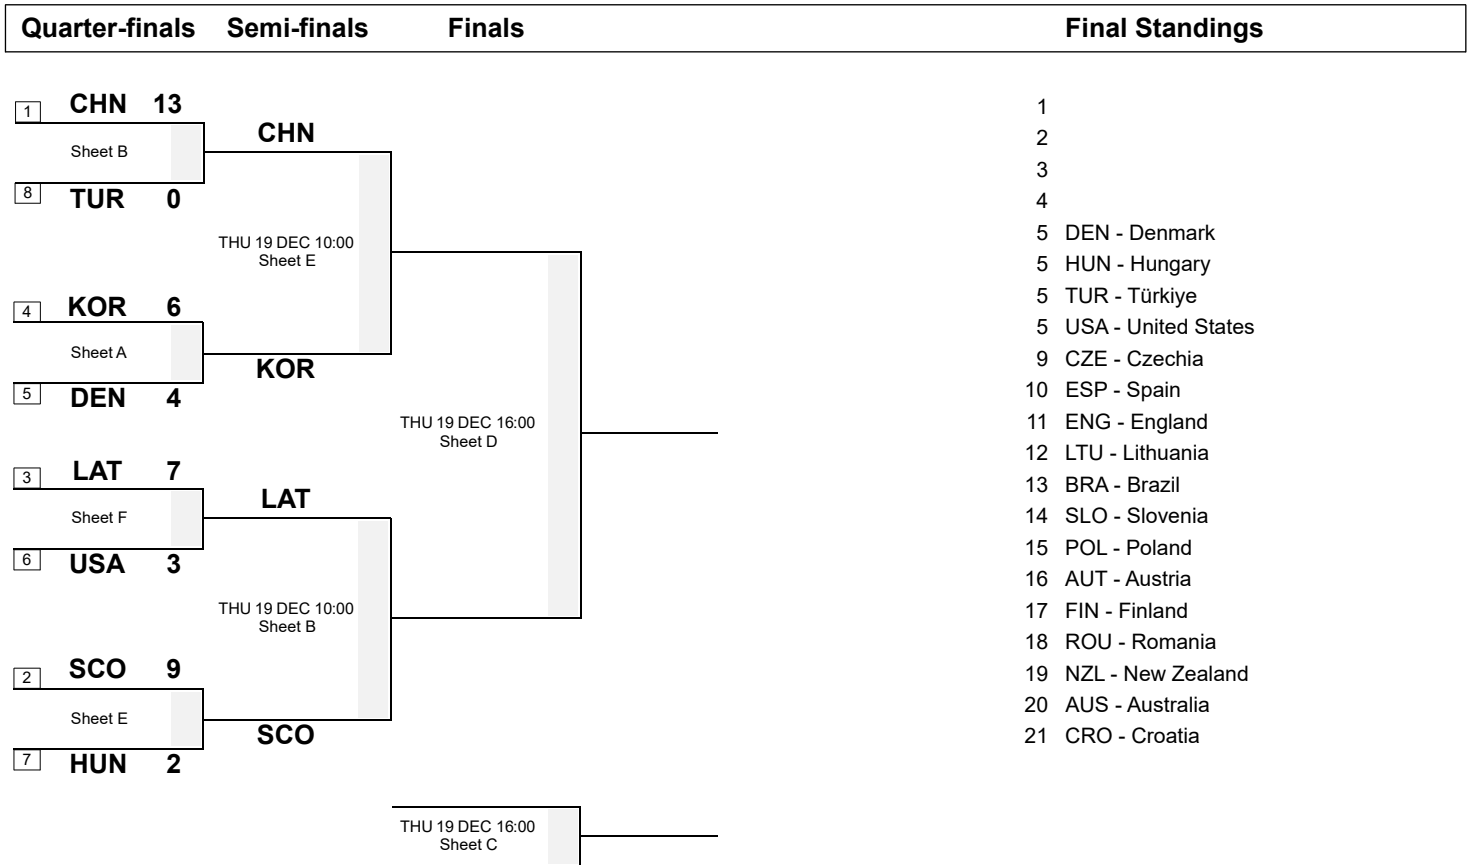 Quarter-finals Semi-finals Finals Final Standings
1 CHN 13
Sheet B
8 TUR 0
CHN
THU 19 DEC 10:00
Sheet E
KOR
4 KOR 6
Sheet A
5 DEN 4
3 LAT 7
Sheet F
6 USA 3
LAT
THU 19 DEC 10:00
Sheet B
SCO
2 SCO 9
Sheet E
7 HUN 2
THU 19 DEC 16:00
Sheet D
THU 19 DEC 16:00
Sheet C
1
2
3
4
5 DEN - Denmark
5 HUN - Hungary
5 TUR - Türkiye
5 USA - United States
9 CZE - Czechia
10 ESP - Spain
11 ENG - England
12 LTU - Lithuania
13 BRA - Brazil
14 SLO - Slovenia
15 POL - Poland
16 AUT - Austria
17 FIN - Finland
18 ROU - Romania
19 NZL - New Zealand
20 AUS - Australia
21 CRO - Croatia